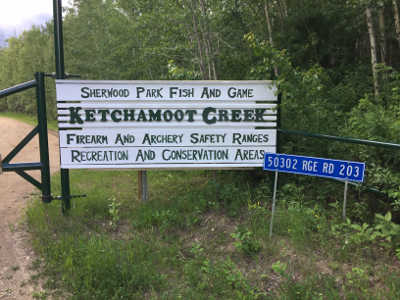 Sherwood Park Fish And Game
Ketchamoot Creek
Firearm And Archery Safety Ranges
Recreation And Conservation Areas
50302 RGE RD 203